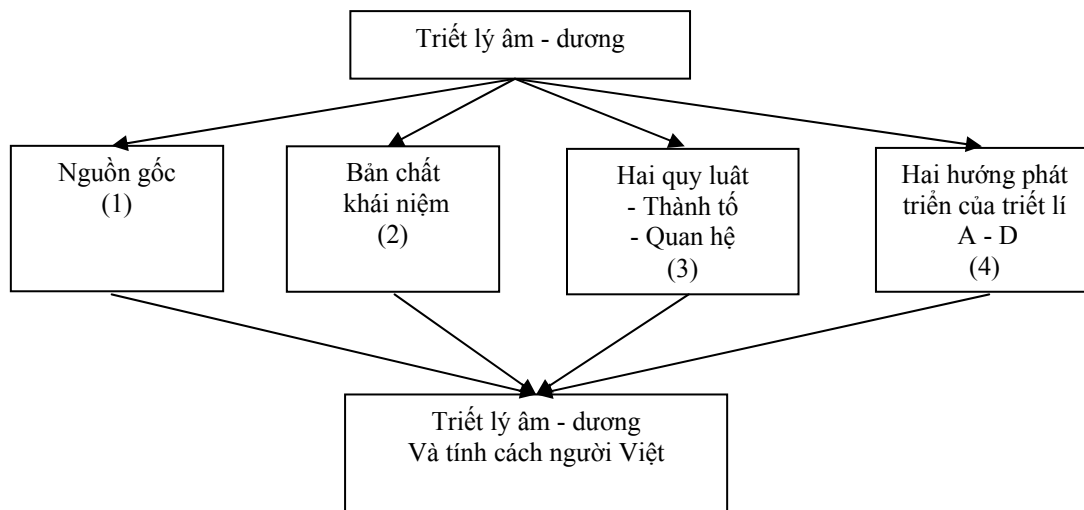 Triết lý âm - dương
Nguồn gốc
(1)
Bản chất
khái niệm
(2)
Hai quy luật
- Thành tố
- Quan hệ
(3)
Hai hướng phát
triển của triết lí
A - D
(4)
Triết lý âm - dương
Và tính cách người Việt